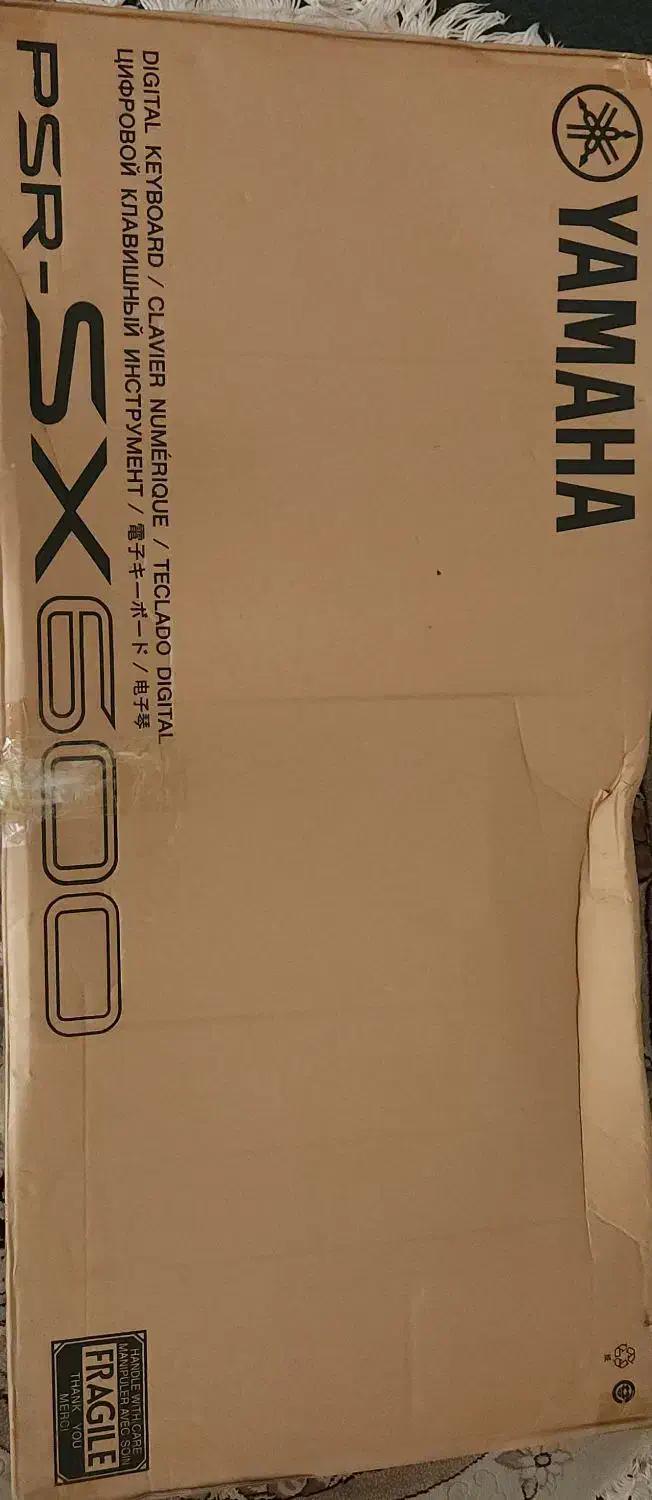 YAMAHA
DIGITAL KEYBOARD / CLAVIER NUMÉRIQUE / TECLADO DIGITAL
ЦИФРОВОЙ КЛАВИШНЫЙ ИНСТРУМЕНТ / 電子キーボード / 电子琴
PSR-SX600
HANDLE WITH CARE
MANIPULER AVEC SOIN
FRAGILE
THANK YOU
MERCI